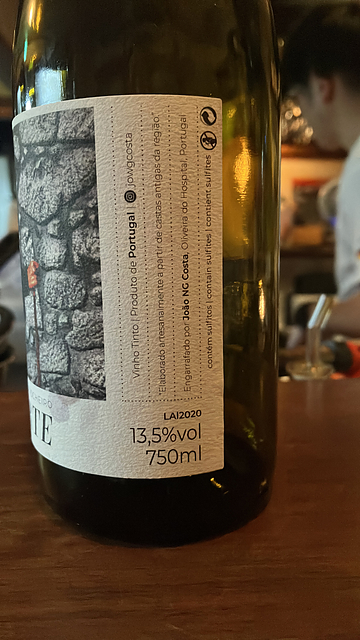 Vinho Tinto | Produto de Portugal | jowgcosta
"Elaborado artesanalmente a partir de castas antigas da região."
Engarrafado por João NG Costa, Oliveira do Hospital, Portugal
contém sulfitos | contain sulfites | contient sulfites
TE
LAI2020
13,5%vol
750ml